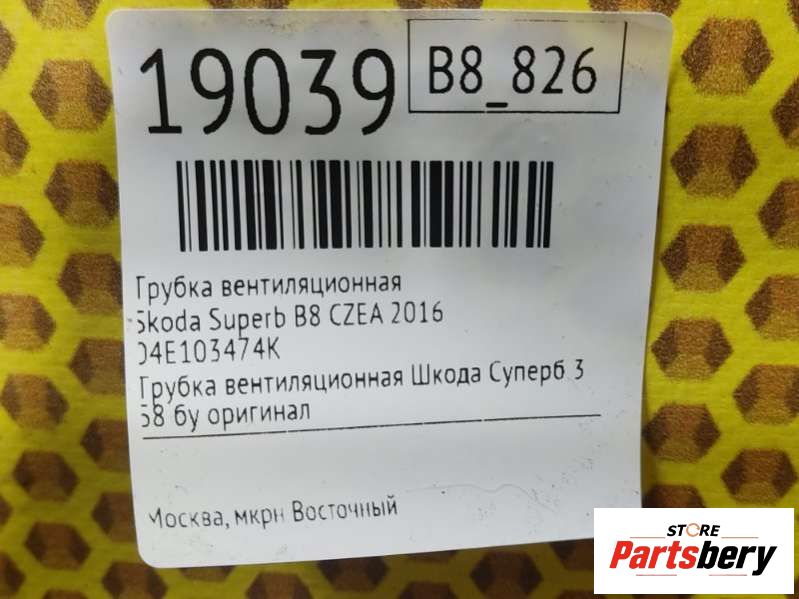 19039
B8_826
Трубка вентиляционная
Skoda Superb B8 CZEA 2016
04E103474K
Трубка вентиляционная Шкода Суперб 3
Б8 бу оригинал
Москва, мкрн Восточный
STORE
Partsbery